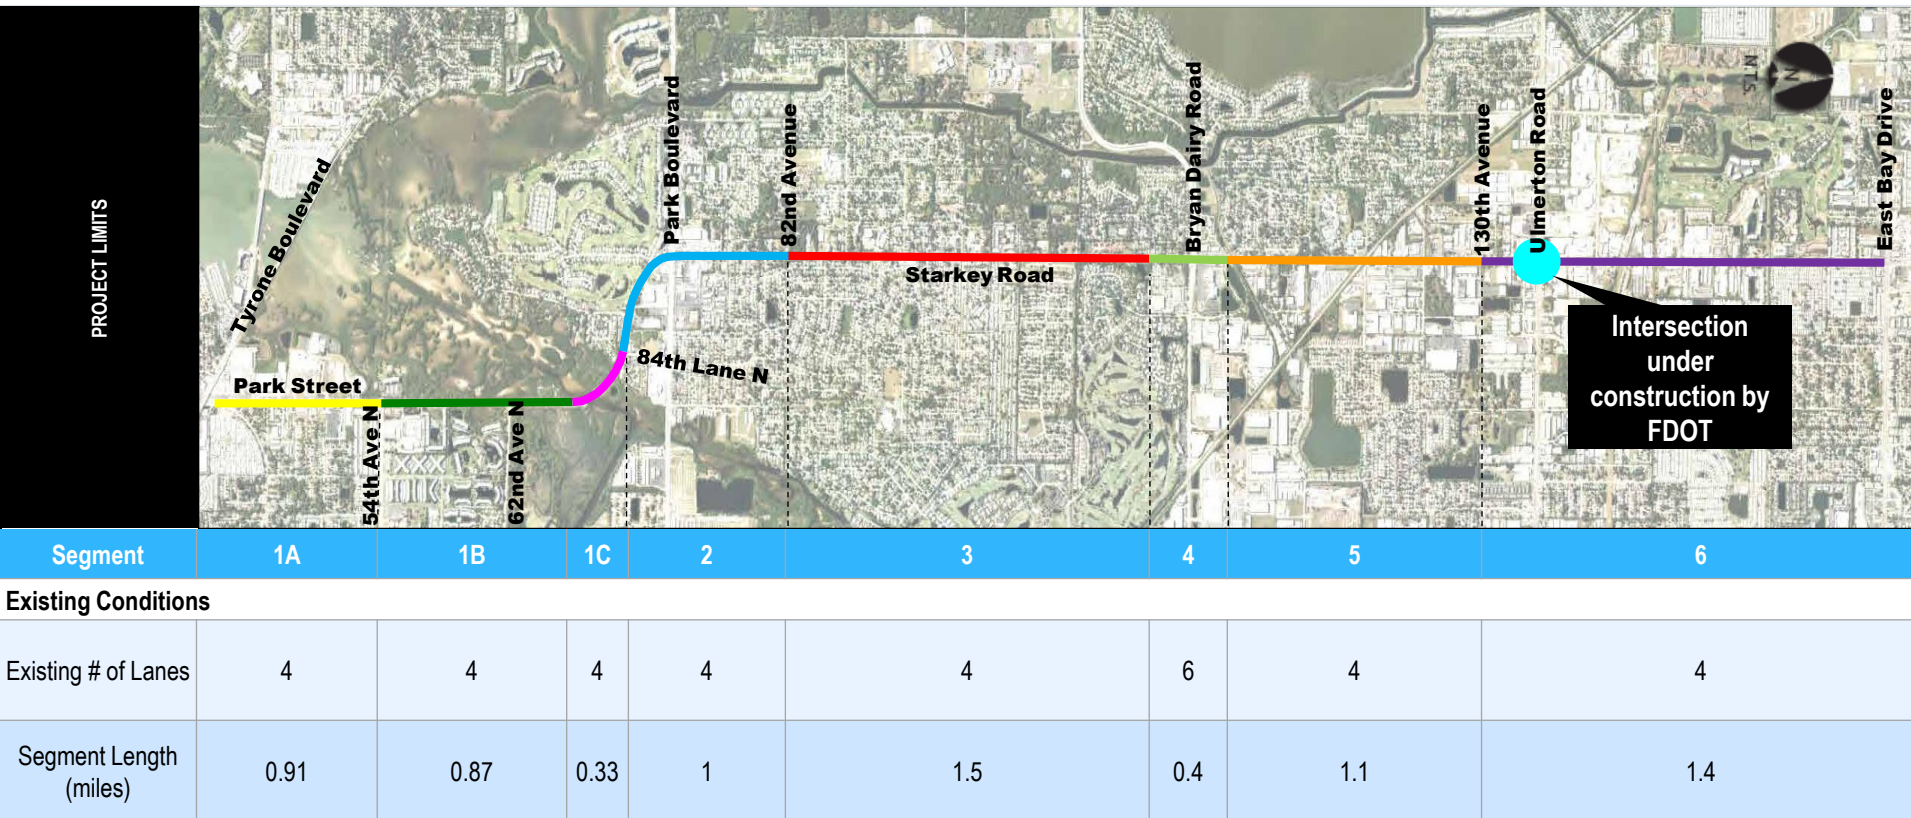 PROJECT LIMITS
Tyrone Boulevard
Park Street
54th Ave N
62nd Ave N
84th Lane N
Park Boulevard
82nd Avenue
Starkey Road
Bryan Dairy Road
130th Avenue
Ulmerton Road
East Bay Drive
N
N.T.S.
Intersection
under
construction by
FDOT
Segment 1A 1B 1C 2 3 4 5 6
Existing Conditions
Existing # of Lanes 4 4 4 4 4 6 4 4
Segment Length
(miles) 0.91 0.87 0.33 1 1.5 0.4 1.1 1.4